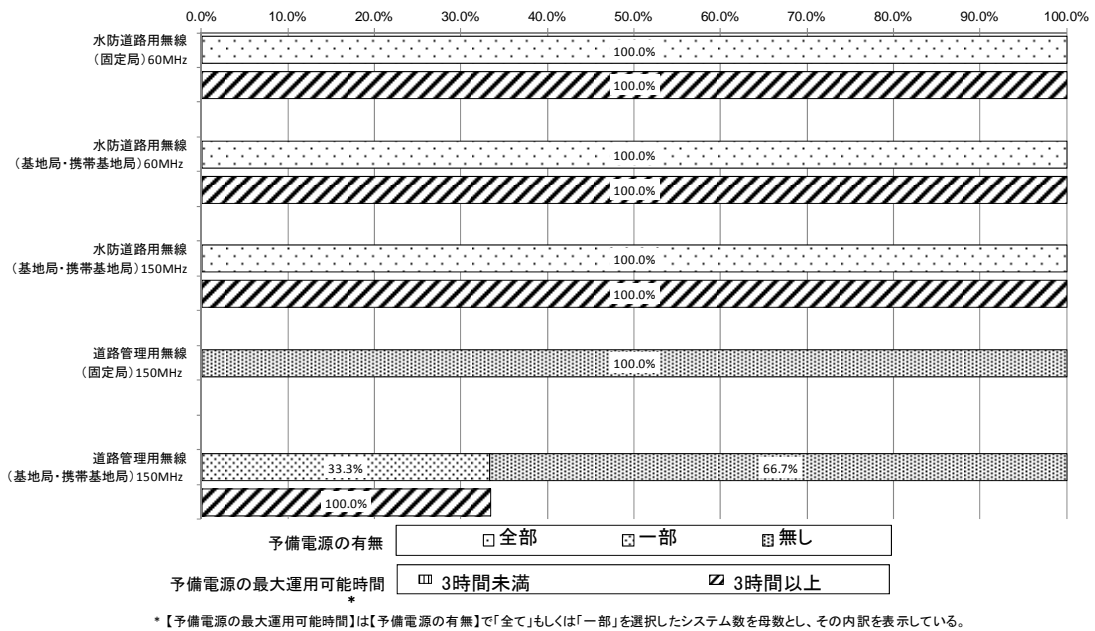 0.0% 10.0% 20.0% 30.0% 40.0% 50.0% 60.0% 70.0% 80.0% 90.0% 100.0%
水防道路用無線
(固定局)60MHz
100.0%
100.0%
水防道路用無線
(基地局・携帯基地局)60MHz
100.0%
100.0%
水防道路用無線
(基地局・携帯基地局)150MHz
100.0%
100.0%
道路管理用無線
(固定局)150MHz
100.0%
道路管理用無線
(基地局・携帯基地局)150MHz
33.3% 66.7%
100.0%
予備電源の有無 全部 一部 無し
予備電源の最大運用可能時間 3時間未満 3時間以上
*
* 【予備電源の最大運用可能時間】は【予備電源の有無】で「全て」もしくは「一部」を選択したシステム数を母数とし、その内訳を表示している。